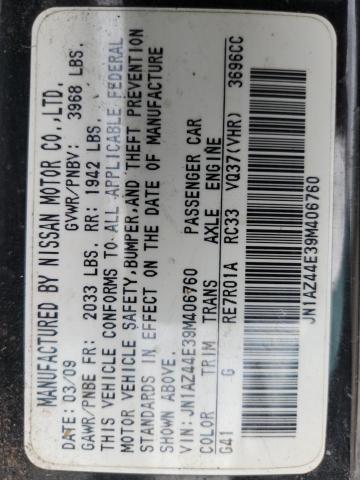 MANUFACTURED BY NISSAN MOTOR CO.,LTD.
DATE: 03/09 GVWR/PNBV: 3968 LBS.
GAWR/PNBE FR: 2033 LBS. RR: 1942 LBS.
THIS VEHICLE CONFORMS TO ALL APPLICABLE FEDERAL
MOTOR VEHICLE SAFETY,BUMPER,AND THEFT PREVENTION
STANDARDS IN EFFECT ON THE DATE OF MANUFACTURE
SHOWN ABOVE.
VIN: JN1AZ44E39M406760 PASSENGER CAR
COLOR TRIM TRANS AXLE ENGINE
G41 G RE7R01A RC33 VQ37(VHR) 3696CC
JN1AZ44E39M406760